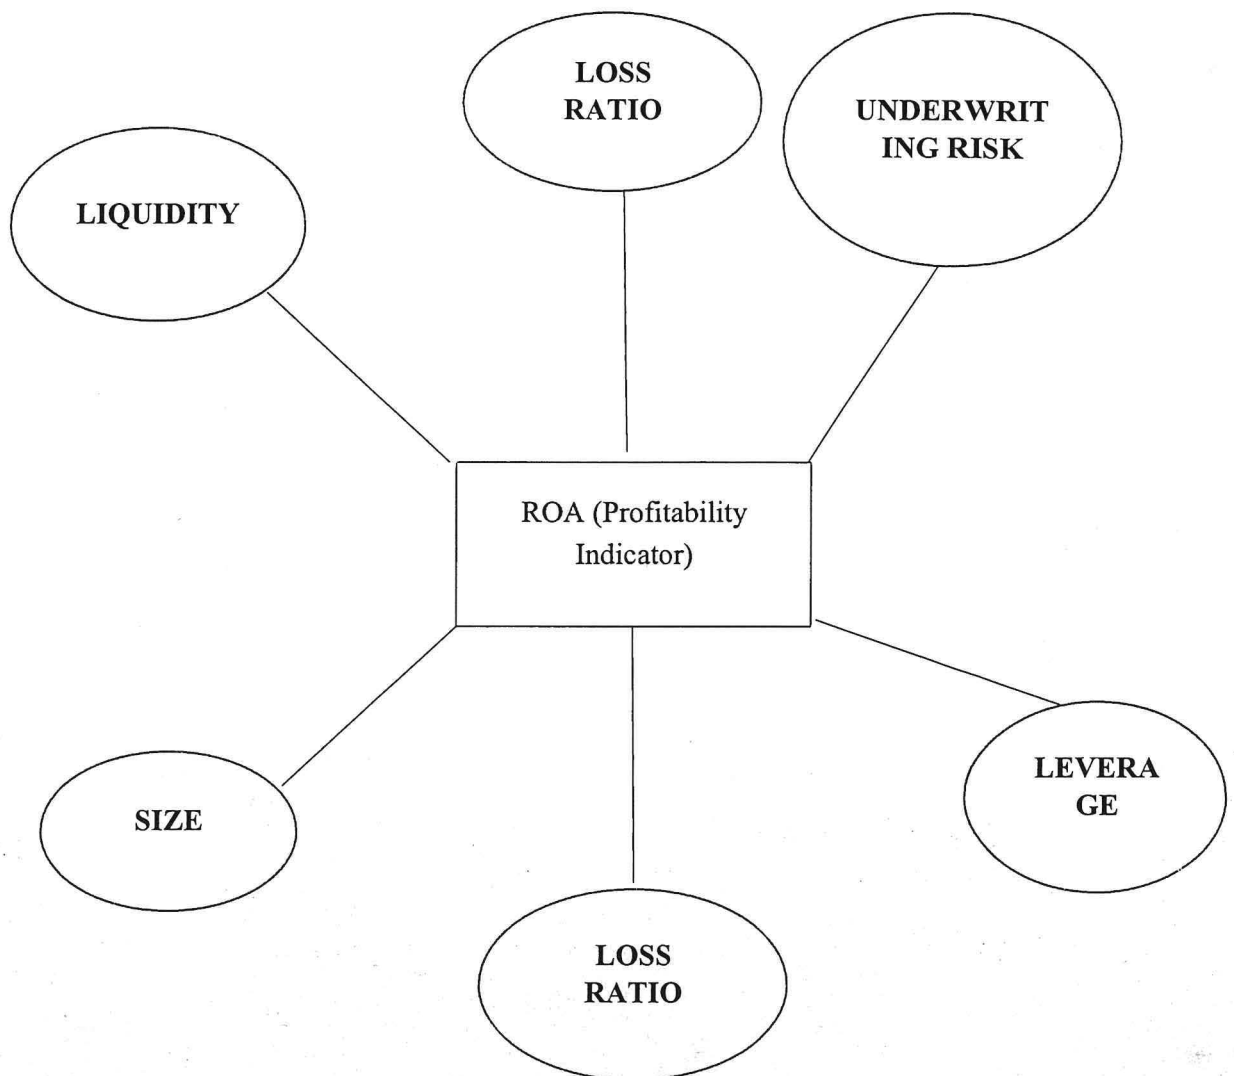 LOSS
RATIO
UNDERWRIT
ING RISK
LIQUIDITY
ROA (Profitability
Indicator)
SIZE
LEVERA
GE
LOSS
RATIO